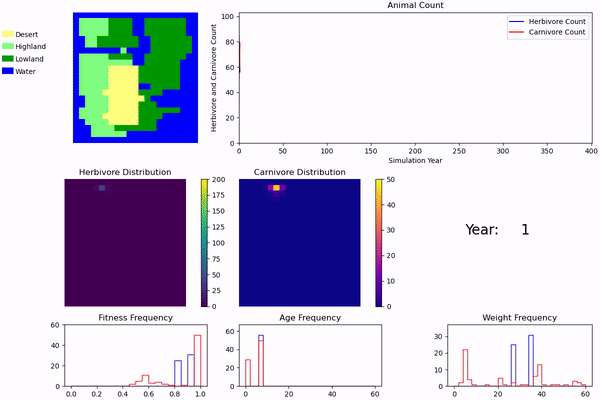 Desert
Highland
Lowland
Water
Animal Count
Herbivore and Carnivore Count
100
80
60
40
20
0
Herbivore Count
Carnivore Count
0 50 100 150 200 250 300 350 400
Simulation Year
Herbivore Distribution
200
175
150
125
100
75
50
25
0
Carnivore Distribution
50
40
30
20
10
0
Year: 1
Fitness Frequency
60
40
20
0
0.0 0.2 0.4 0.6 0.8 1.0
Age Frequency
60
40
20
0
0 20 40 60
Weight Frequency
30
20
10
0
0 10 20 30 40 50 60